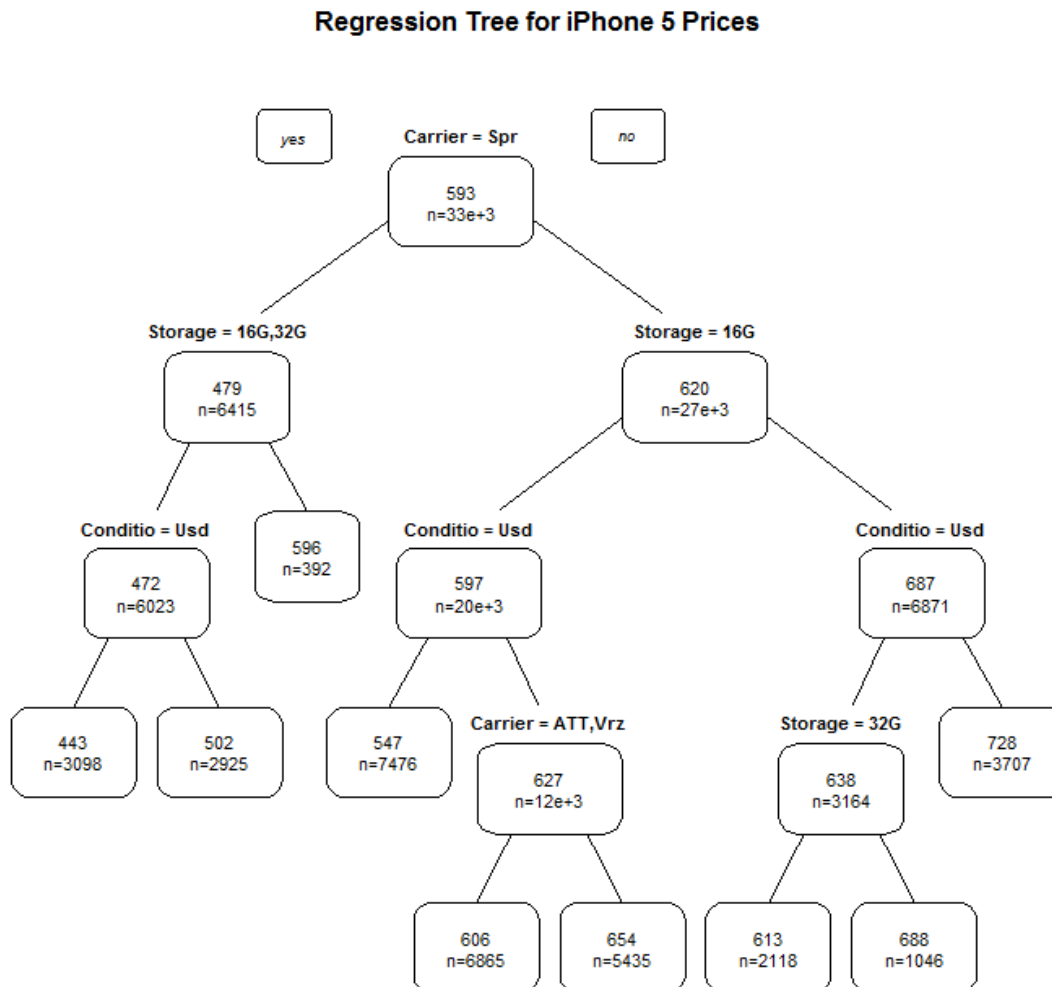 Regression Tree for iPhone 5 Prices
yes
Carrier = Spr
no
593
n=33e+3
Storage = 16G,32G
Storage = 16G
479
n=6415
620
n=27e+3
Conditio = Usd
596
n=392
Conditio = Usd
Conditio = Usd
472
n=6023
597
n=20e+3
687
n=6871
443
n=3098
502
n=2925
547
n=7476
Carrier = ATT,Vrz
Storage = 32G
728
n=3707
627
n=12e+3
638
n=3164
606
n=6865
654
n=5435
613
n=2118
688
n=1046